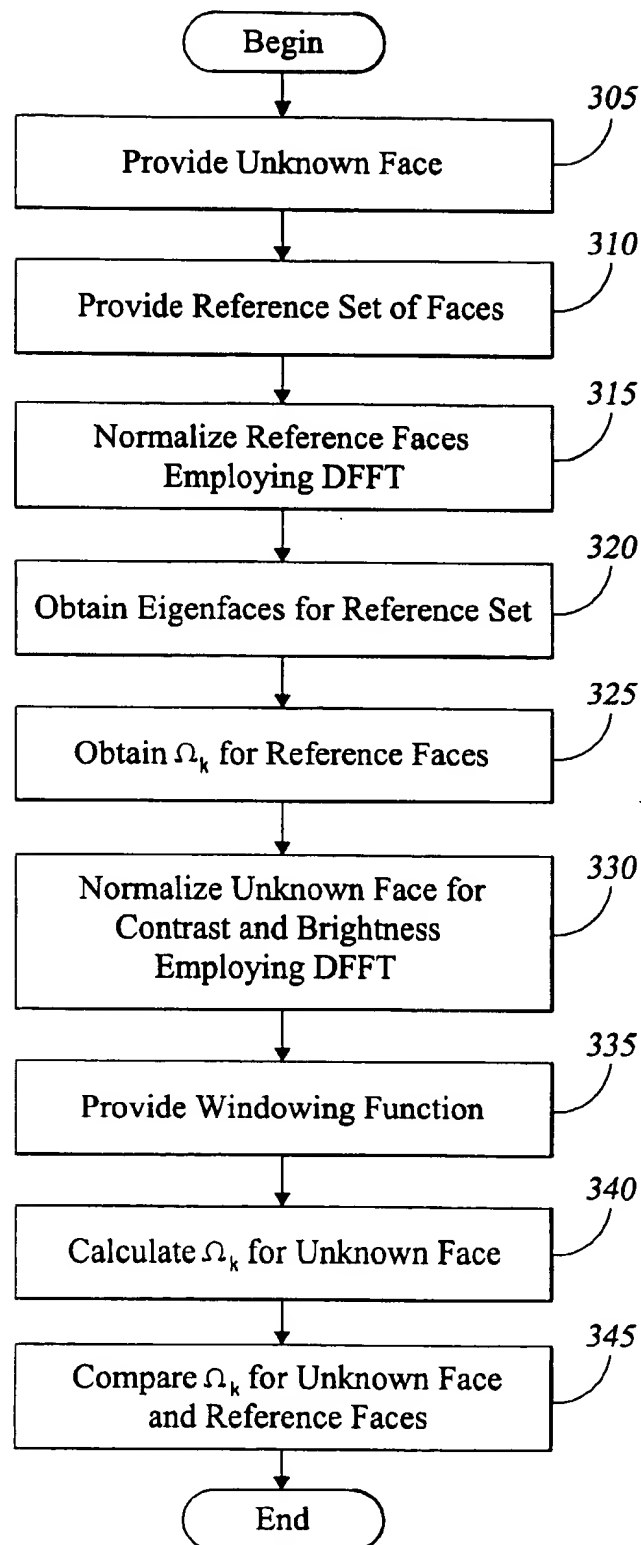 Begin
305
Provide Unknown Face
310
Provide Reference Set of Faces
315
Normalize Reference Faces
Employing DFFT
320
Obtain Eigenfaces for Reference Set
325
Obtain Ωk for Reference Faces
330
Normalize Unknown Face for
Contrast and Brightness
Employing DFFT
335
Provide Windowing Function
340
Calculate Ωk for Unknown Face
345
Compare Ωk for Unknown Face
and Reference Faces
End